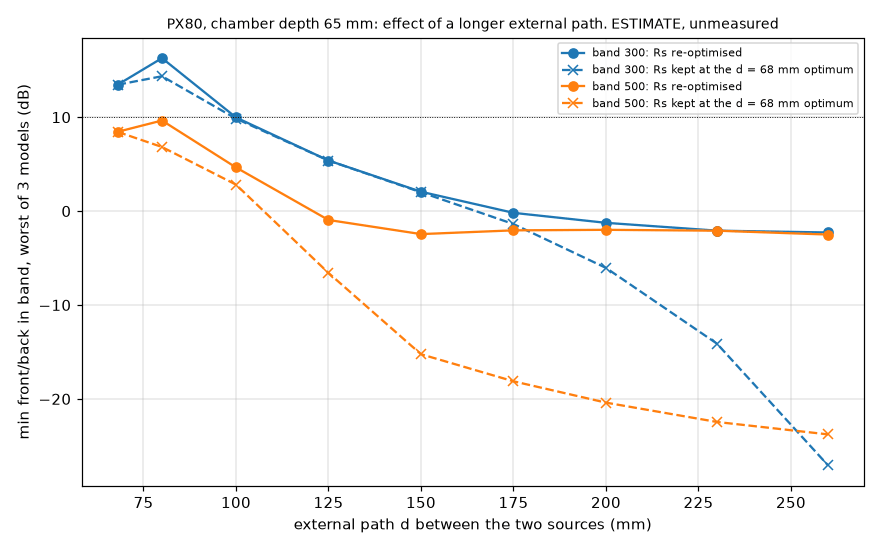 PX80, chamber depth 65 mm: effect of a longer external path. ESTIMATE, unmeasured
band 300: Rs re-optimised
band 300: Rs kept at the d = 68 mm optimum
band 500: Rs re-optimised
band 500: Rs kept at the d = 68 mm optimum
min front/back in band, worst of 3 models (dB)
10
0
−10
−20
75
100
125
150
175
200
225
250
external path d between the two sources (mm)